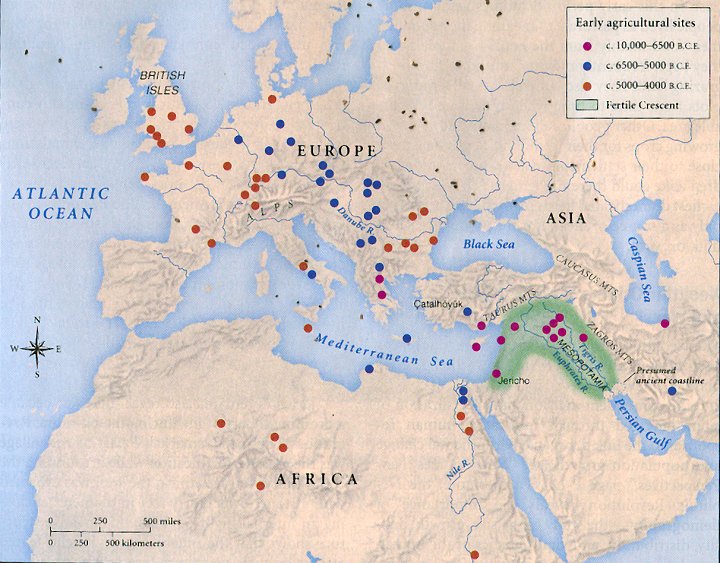 Early agricultural sites
c. 10,000–6500 B.C.E.
c. 6500–5000 B.C.E.
c. 5000–4000 B.C.E.
Fertile Crescent
BRITISH
ISLES
EUROPE
ATLANTIC
OCEAN
ALPS
Danube R.
ASIA
Black Sea
CAUCASUS MTS.
Caspian Sea
Çatalhöyük
TAURUS MTS.
ZAGROS MTS.
Mediterranean Sea
MESOPOTAMIA
Tigris R.
Euphrates R.
Presumed
ancient coastline
Jericho
Persian Gulf
N
W
E
S
AFRICA
Nile R.
0 250 500 miles
0 250 500 kilometers